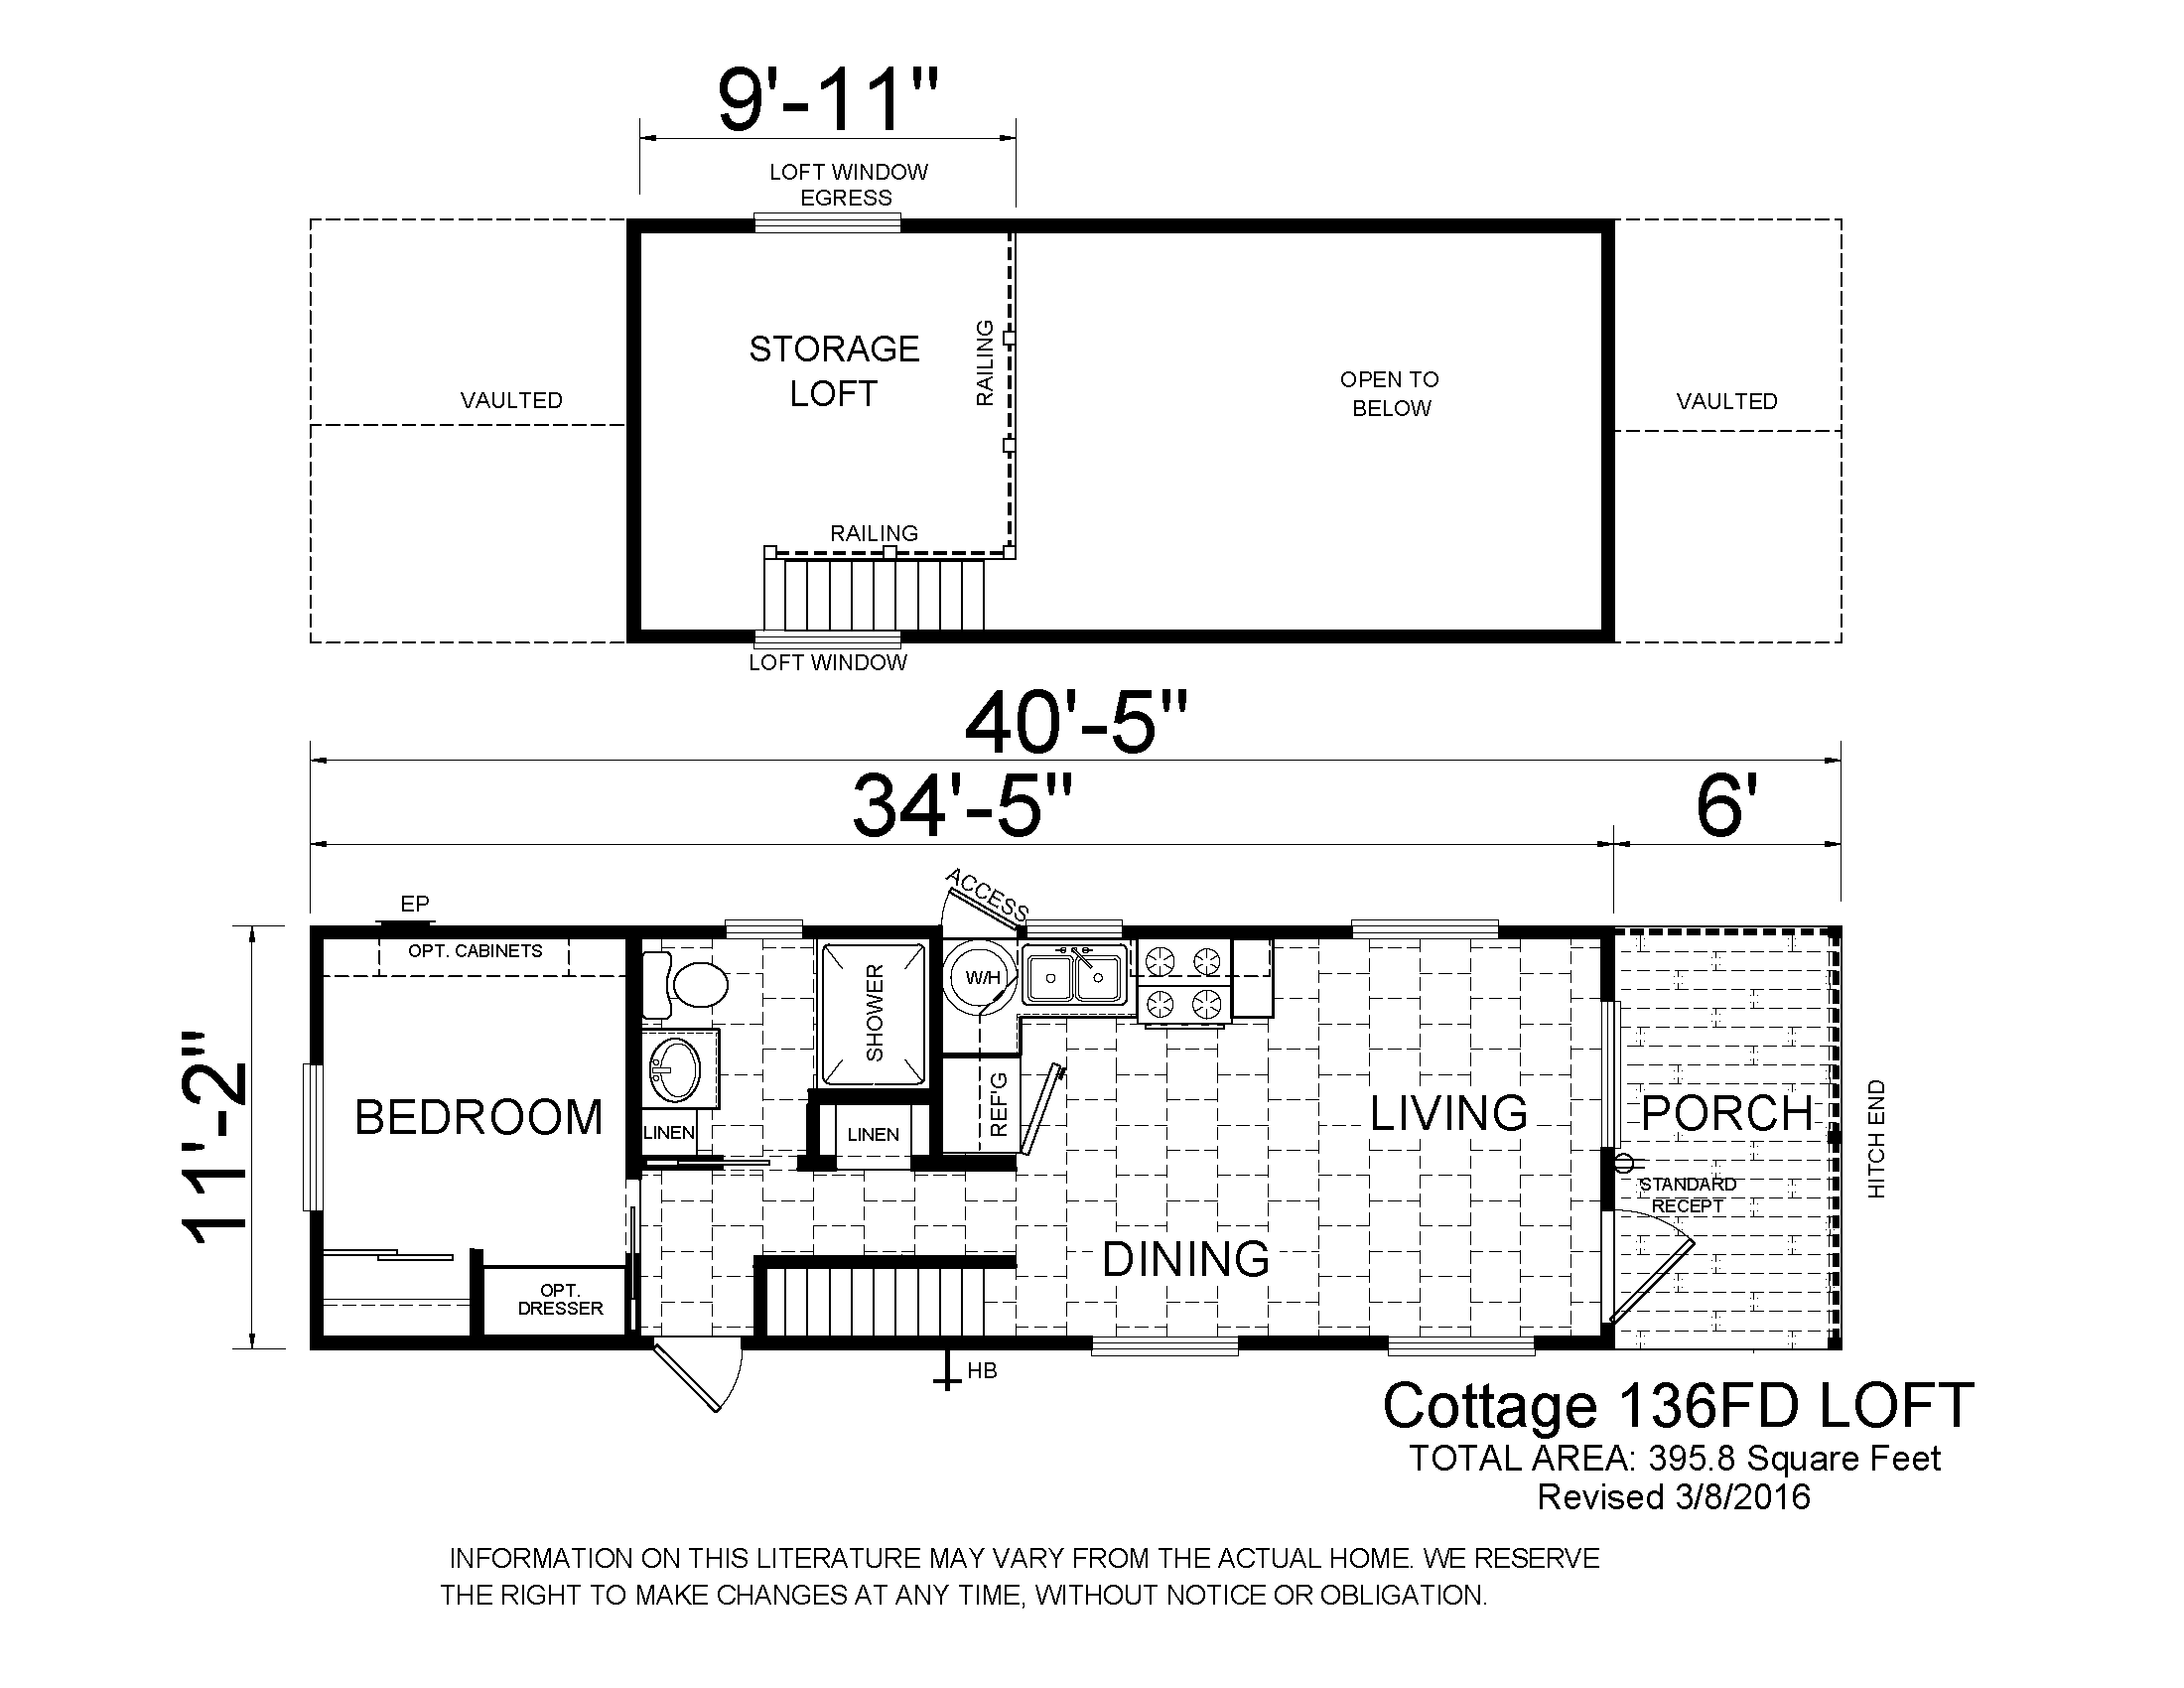 9'-11"
LOFT WINDOW
EGRESS
STORAGE
LOFT
RAILING
OPEN TO
BELOW
VAULTED
VAULTED
RAILING
LOFT WINDOW
40'-5"
34'-5"
6'
ACCESS
EP
OPT. CABINETS
W/H
SHOWER
11'-2"
BEDROOM
REF'G
LIVING
PORCH
HITCH END
LINEN
LINEN
STANDARD
RECEPT
DINING
OPT.
DRESSER
HB
Cottage 136FD LOFT
TOTAL AREA: 395.8 Square Feet
Revised 3/8/2016
INFORMATION ON THIS LITERATURE MAY VARY FROM THE ACTUAL HOME. WE RESERVE
THE RIGHT TO MAKE CHANGES AT ANY TIME, WITHOUT NOTICE OR OBLIGATION.